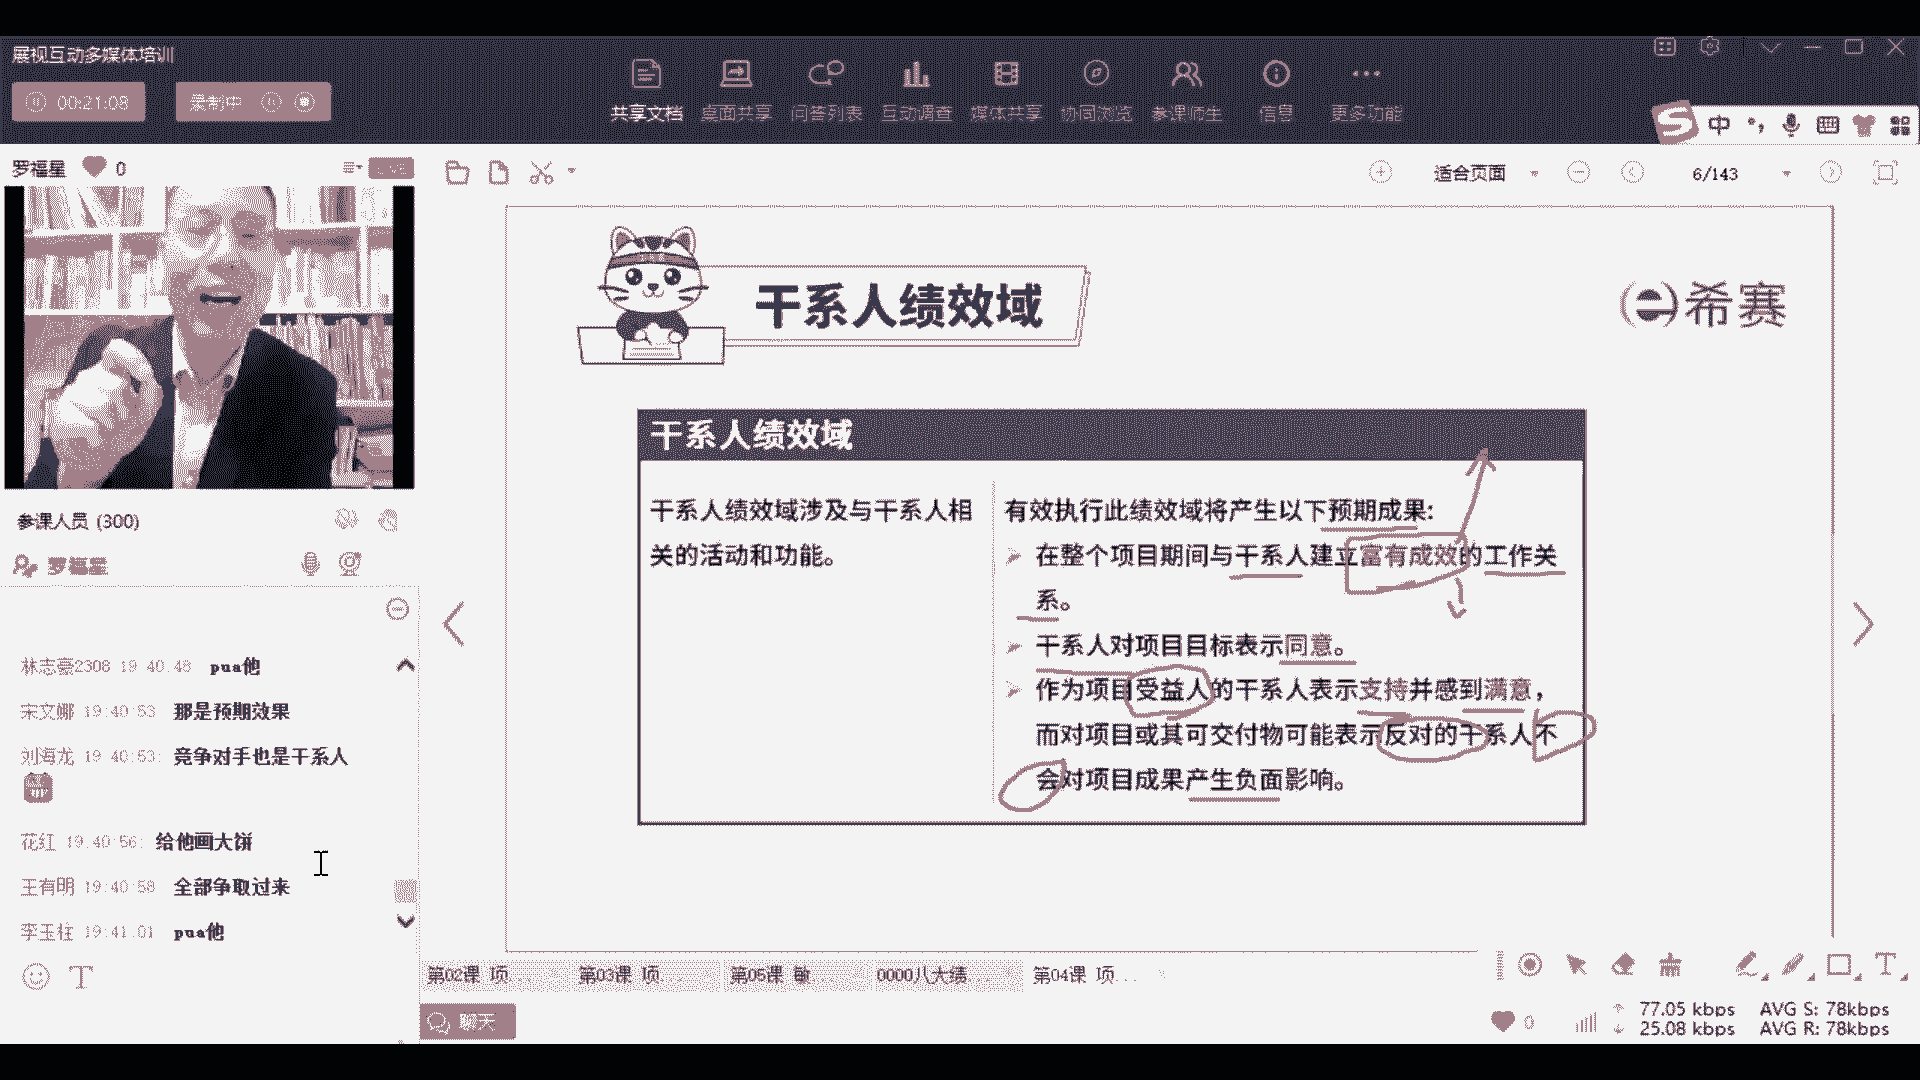 展视互动多媒体培训
00:21:08
录制中
共享文档
桌面共享
问答列表
互动调查
媒体共享
协同浏览
参课师生
信息
更多功能
中
罗福星
0
适合页面
6/143
干系人绩效域
希赛
干系人绩效域
干系人绩效域涉及与干系人相
关的活动和功能。
有效执行此绩效域将产生以下预期成果:
在整个项目期间与干系人建立富有成效的工作关
系。
干系人对项目目标表示同意。
作为项目受益人的干系人表示支持并感到满意，
而对项目或其可交付物可能表示反对的干系人不
会对项目成果产生负面影响。
参课人员 (300)
罗福星
林志豪2308 19:40:48 pua他
宋文娜 19:40:53 那是预期效果
刘海龙 19:40:53: 竞争对手也是干系人
花红 19:40:56: 给他画大饼
王有明 19:40:58 全部争取过来
李玉柱 19:41:01 pua他
第02课 项
第03课 项
第05课 敏
0000八大绩
第04课 项...
聊天
0
77.05 kbps AVG S: 78kbps
25.08 kbps AVG R: 78kbps